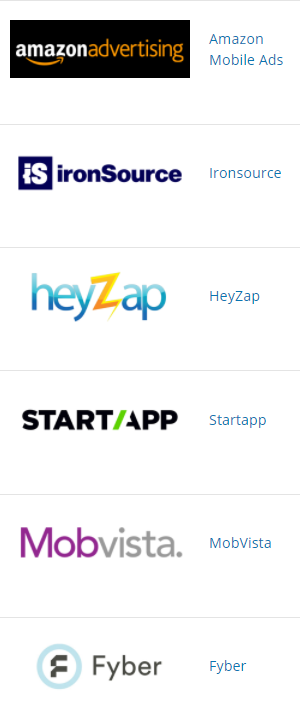 amazonadvertising
Amazon
Mobile Ads
iS ironSource
Ironsource
heyZap
HeyZap
START/APP
Startapp
Mobvista.
MobVista
F Fyber
Fyber